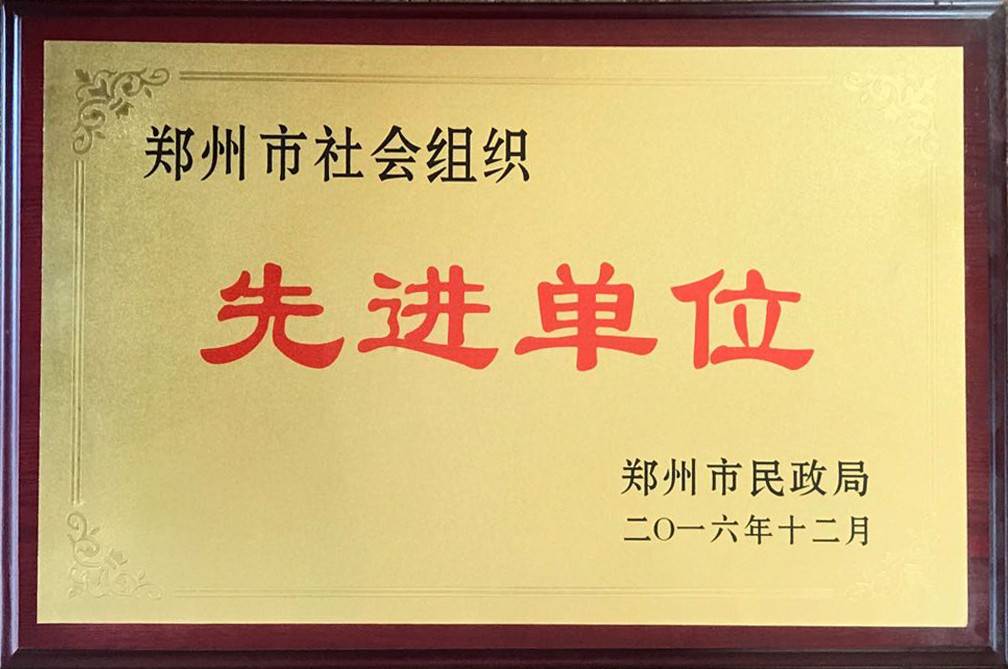 郑州市社会组织
先进单位
郑州市民政局
二〇一六年十二月